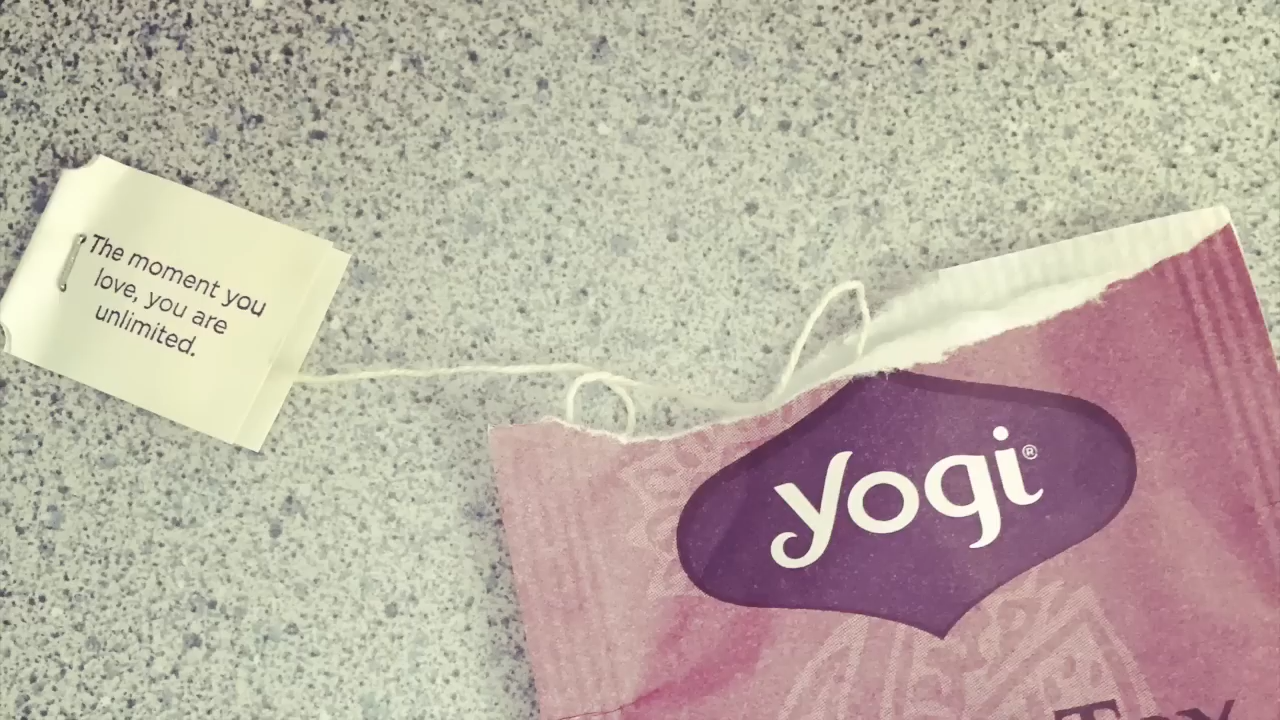 The moment you
love, you are
unlimited.
yogi®